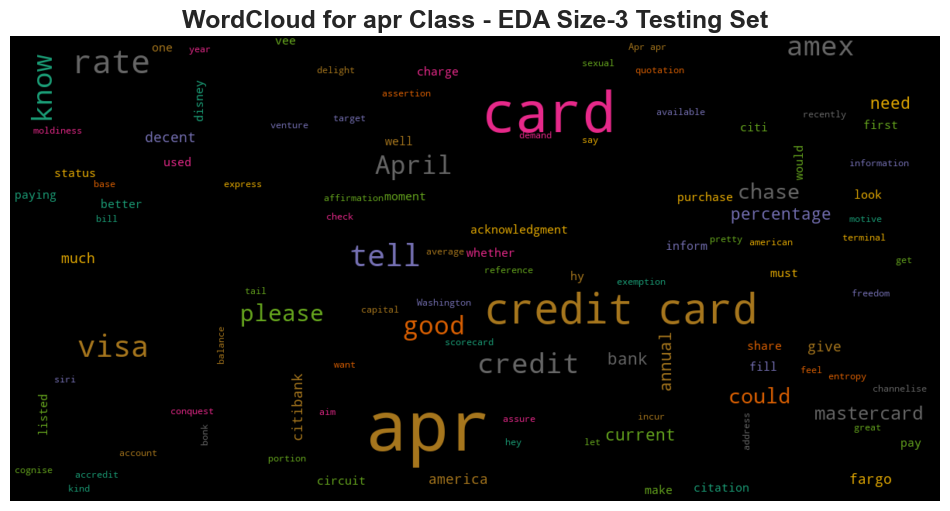 WordCloud for apr Class - EDA Size-3 Testing Set
vee
one
year
Apr apr
amex
rate
know
delight
charge
sexual
quotation
disney
assertion
card
need
moldiness
decent
venture
target
available
recently
citi
first
demand
say
well
used
April
would
information
status
base
express
paying
better
affirmation
moment
purchase
chase
look
bill
check
percentage
motive
acknowledgment
much
tell
average
whether
inform
pretty
american
terminal
reference
hy
must
get
exemption
tail
freedom
please
capital
Washington
good
credit card
scorecard
visa
balance
share
give
siri
want
credit
bank
annual
fill
feel
entropy
channelise
listed
conquest
citibank
aim
could
mastercard
bonk
apr
assure
incur
address
great
hey
let
current
pay
account
portion
cognise
accredit
kind
circuit
america
make
citation
fargo